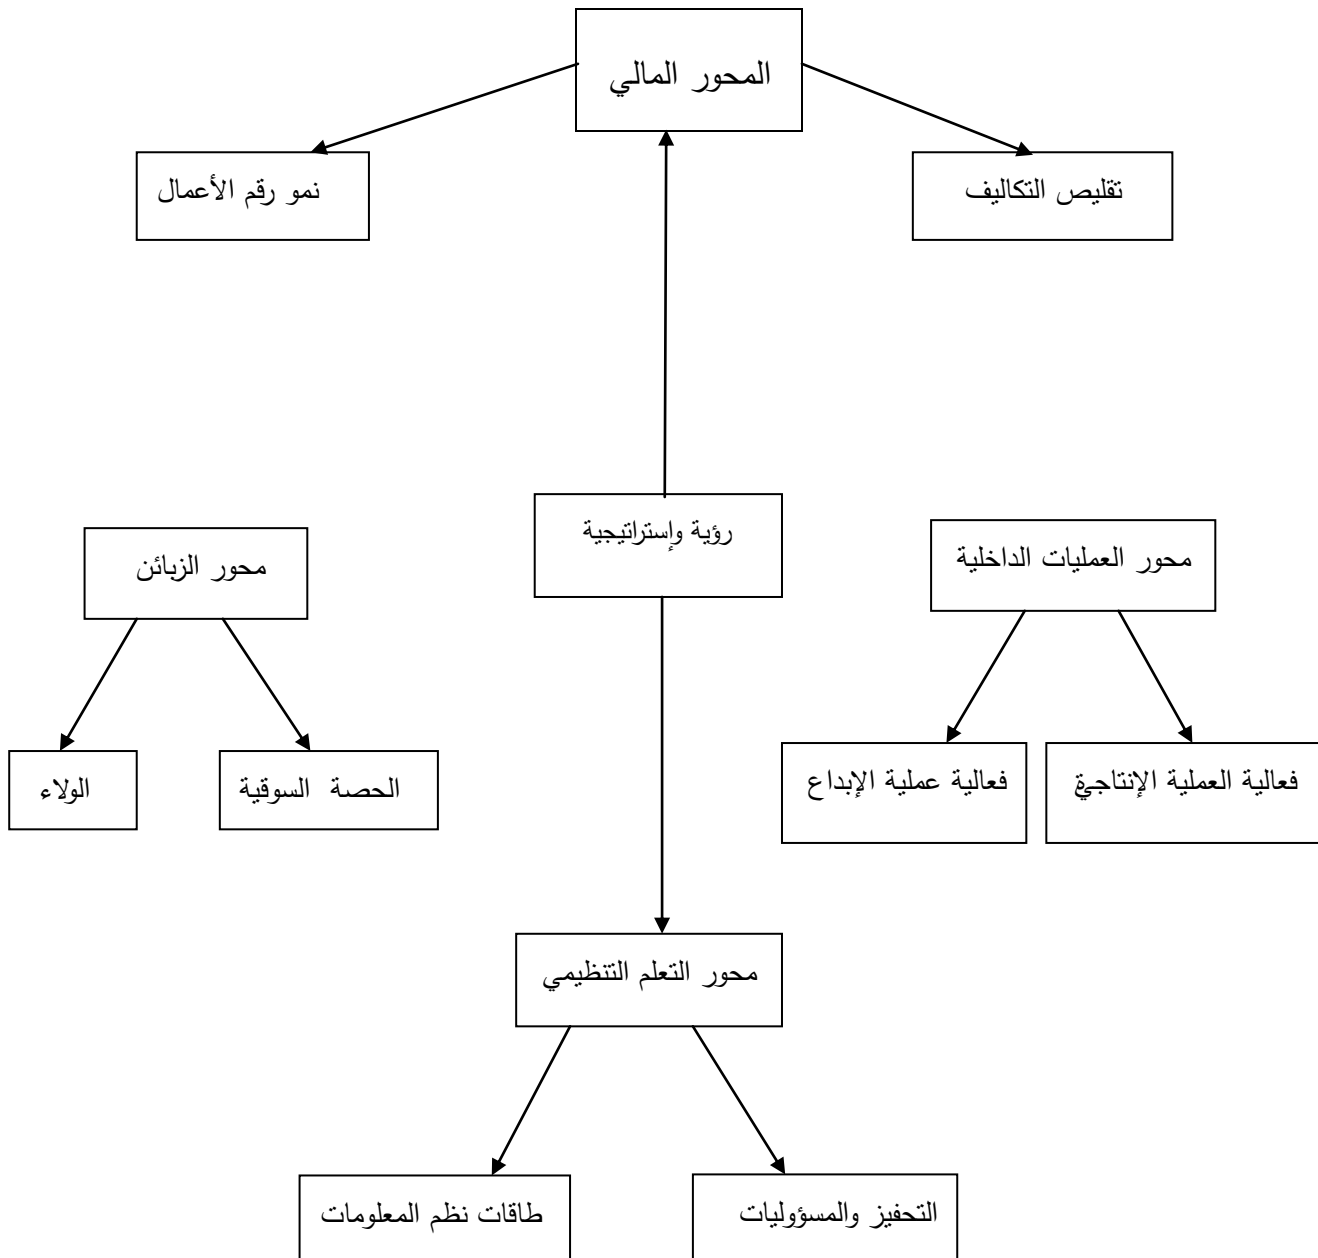 المحور المالي
تقليص التكاليف
نمو رقم الأعمال
رؤية وإستراتيجية
محور العمليات الداخلية
محور الزبائن
فعالية العملية الإنتاجية
فعالية عملية الإبداع
الحصة السوقية
الولاء
محور التعلم التنظيمي
التحفيز والمسؤوليات
طاقات نظم المعلومات